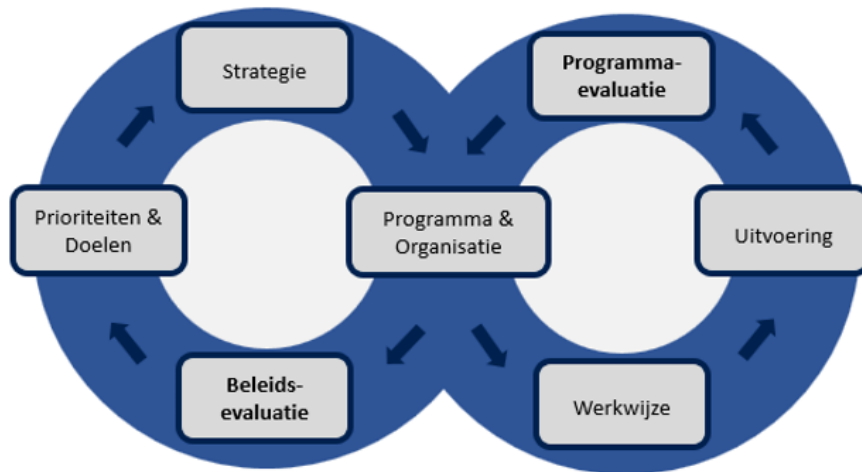 Strategie
Programma-
evaluatie
Prioriteiten &
Doelen
Programma &
Organisatie
Uitvoering
Beleids-
evaluatie
Werkwijze